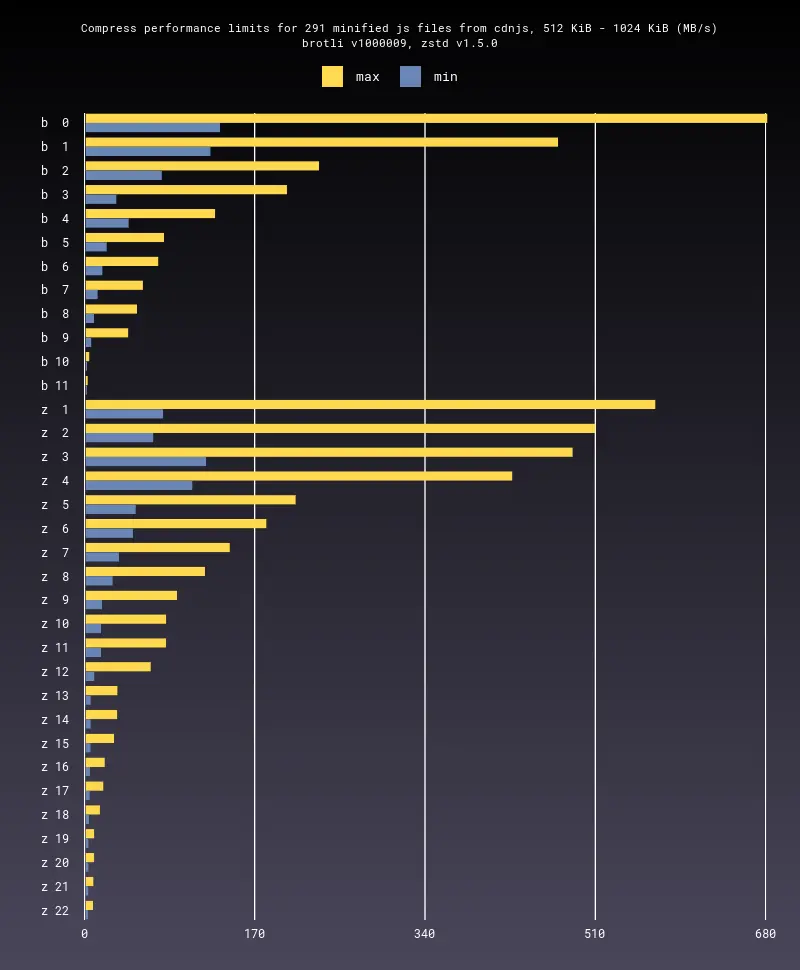 Compress performance limits for 291 minified js files from cdnjs, 512 KiB - 1024 KiB (MB/s)
brotli v1000009, zstd v1.5.0
max min
b 0
b 1
b 2
b 3
b 4
b 5
b 6
b 7
b 8
b 9
b 10
b 11
z 1
z 2
z 3
z 4
z 5
z 6
z 7
z 8
z 9
z 10
z 11
z 12
z 13
z 14
z 15
z 16
z 17
z 18
z 19
z 20
z 21
z 22
0 170 340 510 680